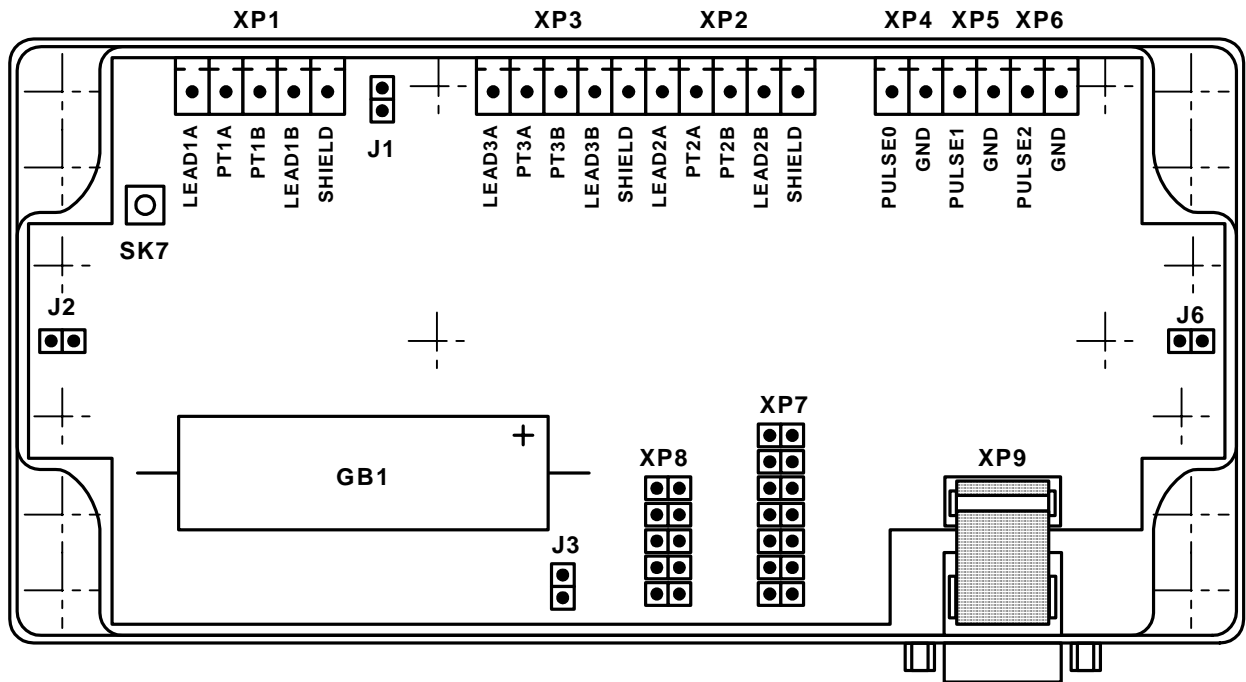 XP1 XP3 XP2 XP4 XP5 XP6
LEAD1A
PT1A
PT1B
LEAD1B
SHIELD
J1
LEAD3A
PT3A
PT3B
LEAD3B
SHIELD
LEAD2A
PT2A
PT2B
LEAD2B
SHIELD
PULSE0
GND
PULSE1
GND
PULSE2
GND
SK7
J2
J6
+
GB1
XP7
XP8
XP9
J3